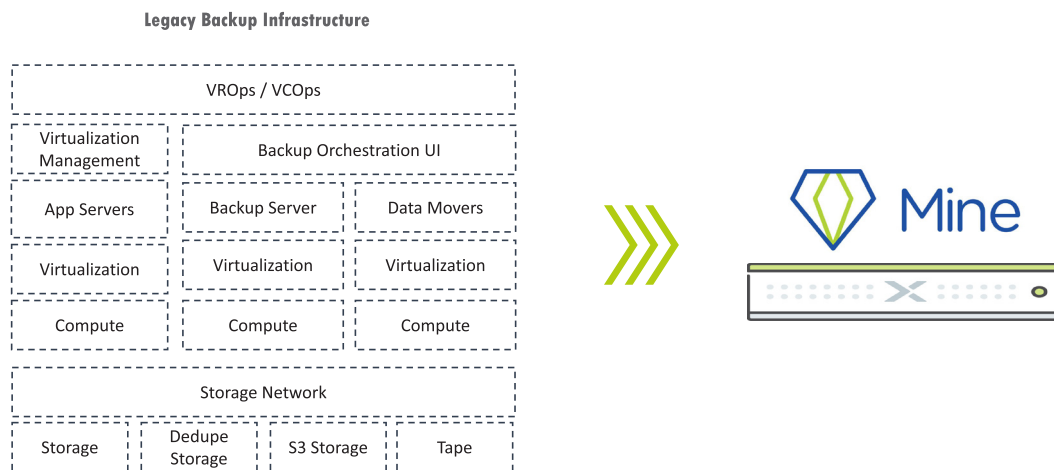 Legacy Backup Infrastructure
VROps / VCOps
Virtualization
Management
Backup Orchestration UI
App Servers
Backup Server
Data Movers
Virtualization
Virtualization
Virtualization
Compute
Compute
Compute
Storage Network
Storage
Dedupe
Storage
S3 Storage
Tape
Mine